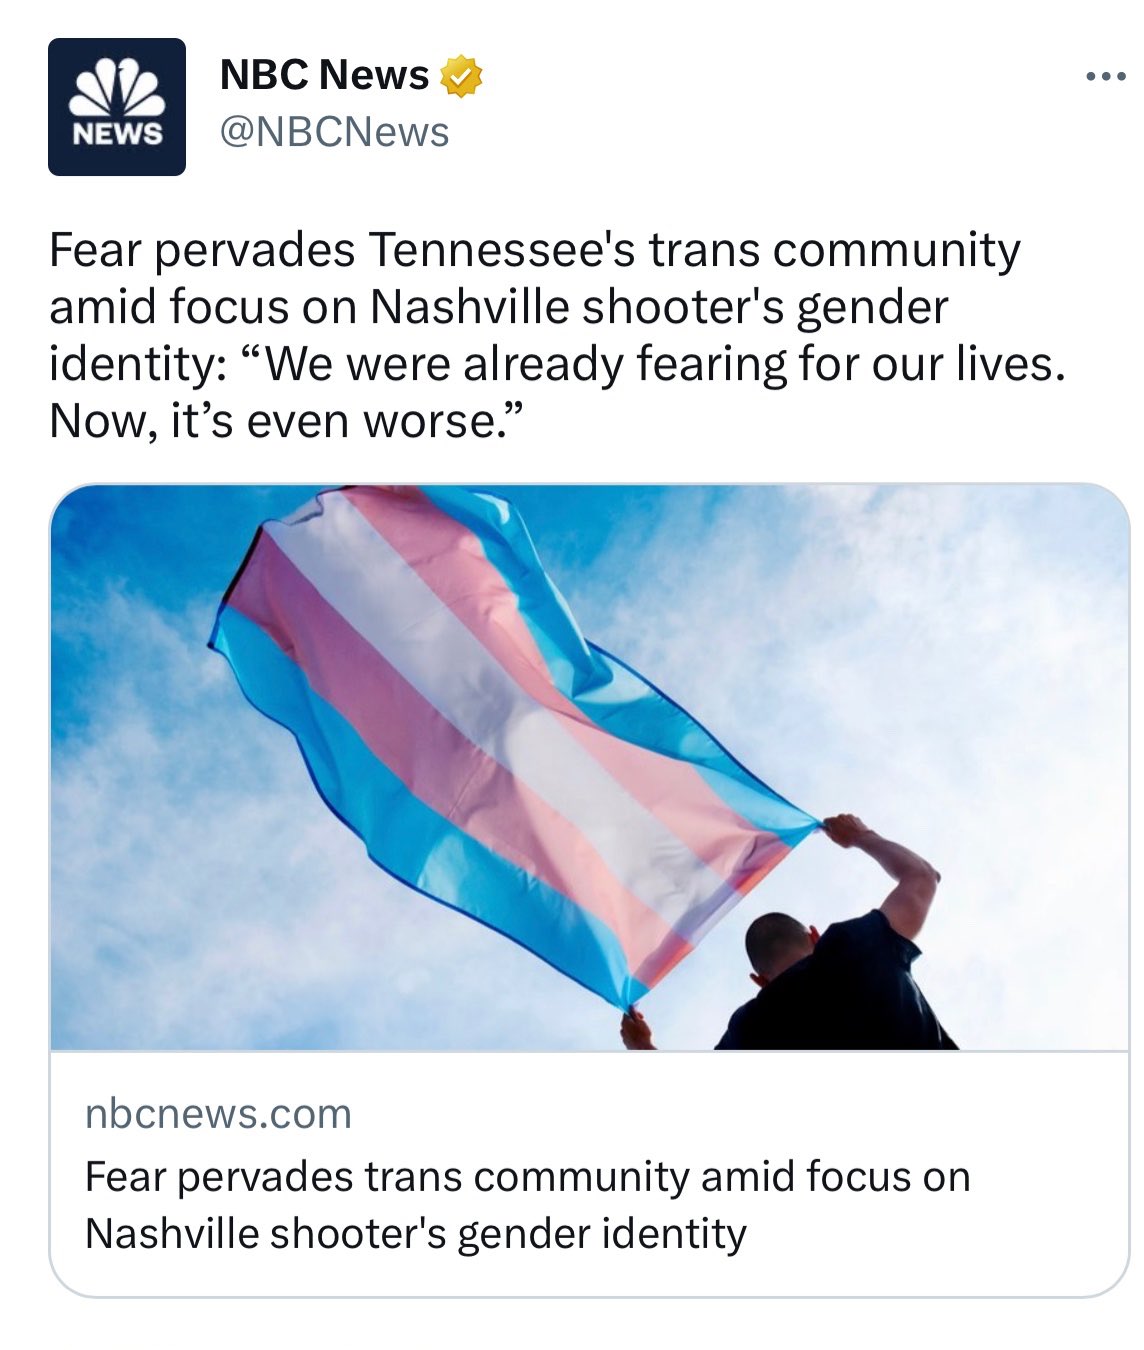 NBC News
@NBCNews
NEWS
Fear pervades Tennessee's trans community
amid focus on Nashville shooter's gender
identity: “We were already fearing for our lives.
Now, it’s even worse.”
nbcnews.com
Fear pervades trans community amid focus on
Nashville shooter's gender identity